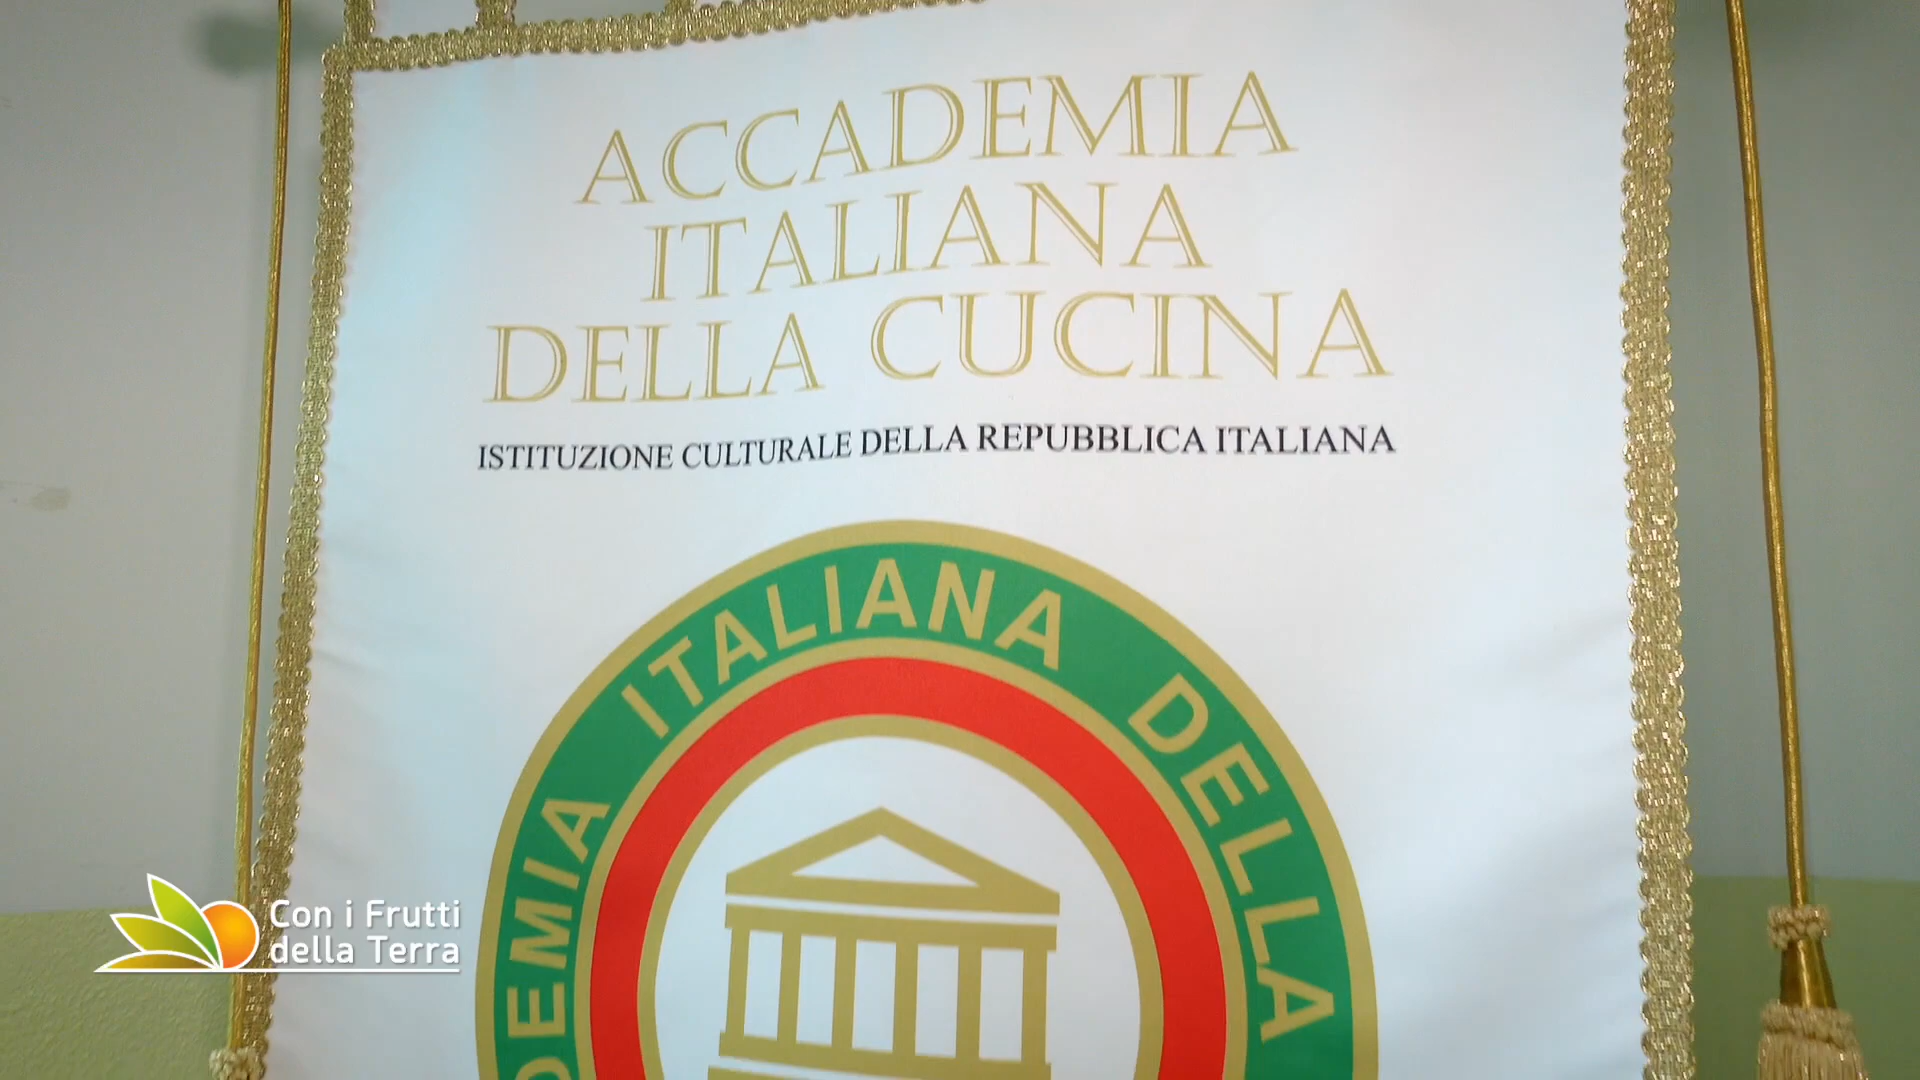 ACCADEMIA
ITALIANA
DELLA CUCINA
ISTITUZIONE CULTURALE DELLA REPUBBLICA ITALIANA
DEMIA ITALIANA DELLA
Con i Frutti
della Terra